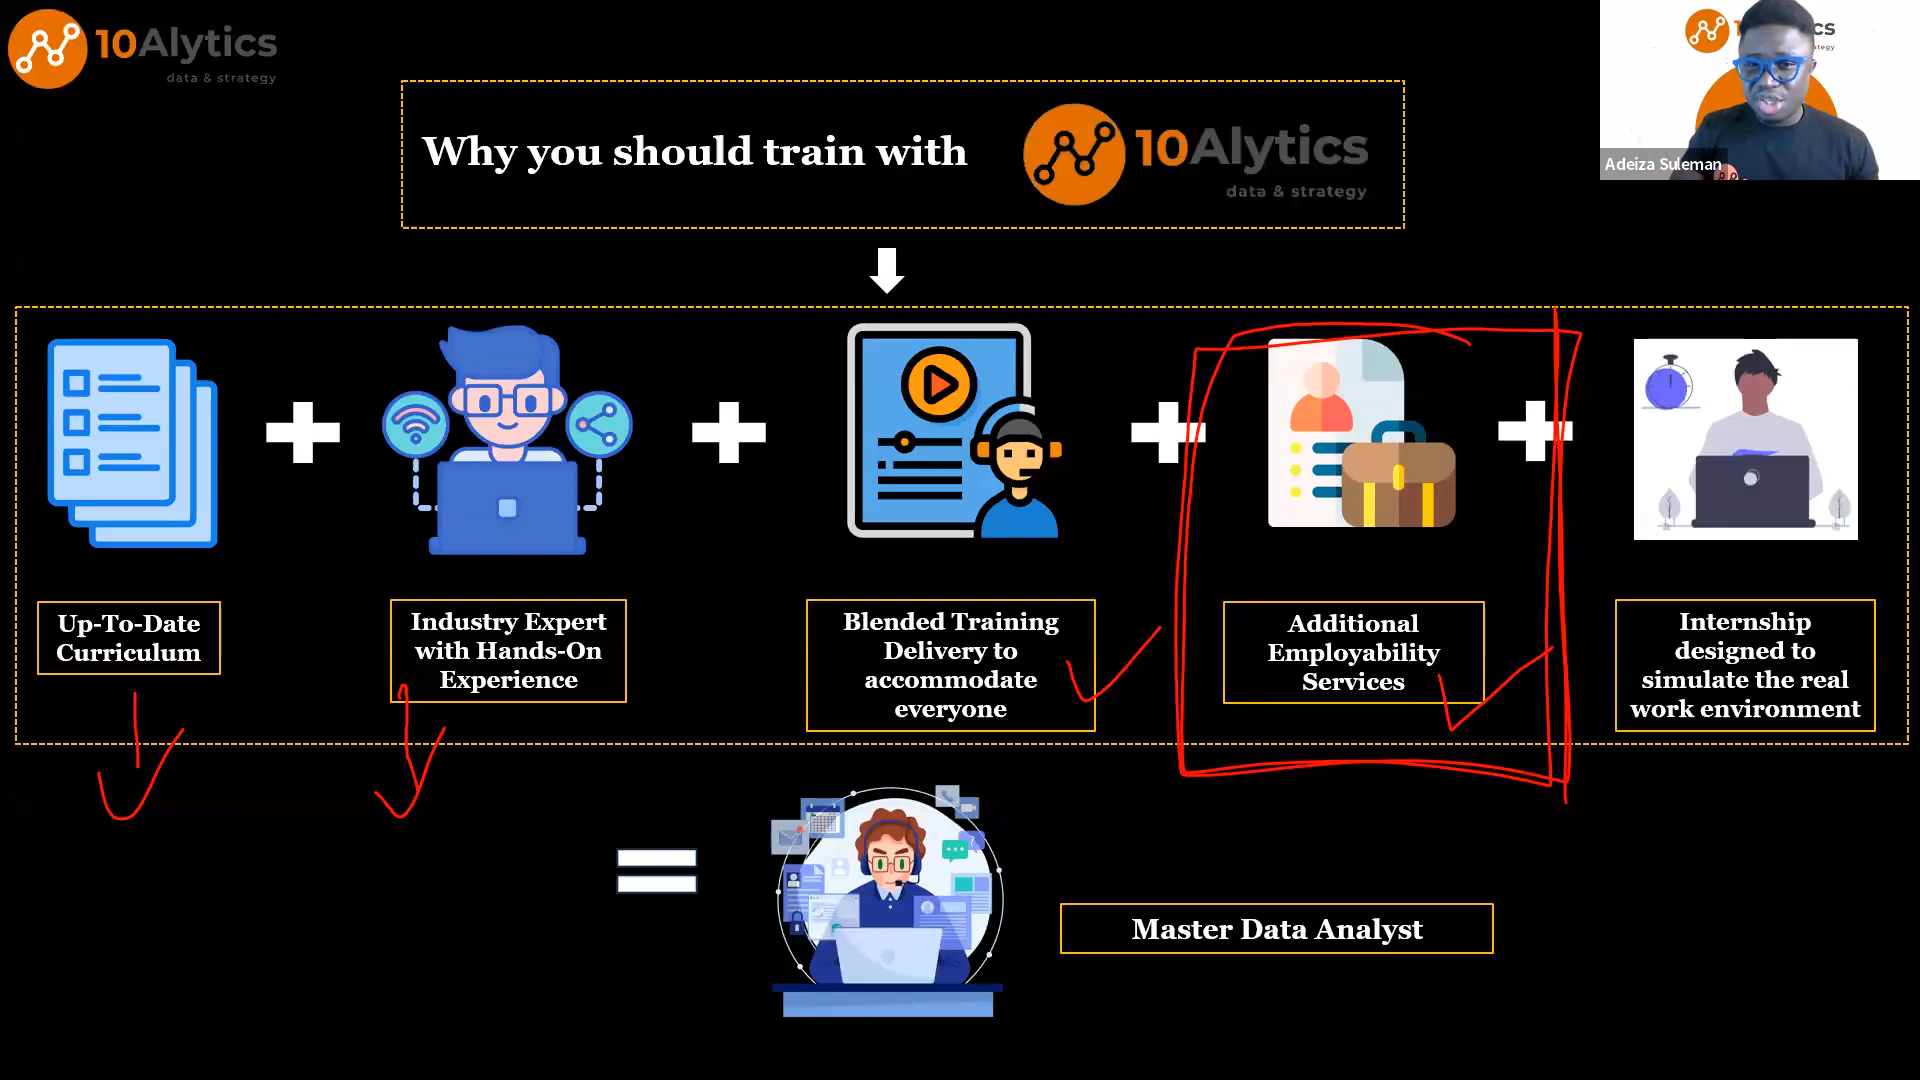 10Alytics
data & strategy
Why you should train with
10Alytics
data & strategy
Adeiza Suleman
Up-To-Date
Curriculum
Industry Expert
with Hands-On
Experience
Blended Training
Delivery to
accommodate
everyone
Additional
Employability
Services
Internship
designed to
simulate the real
work environment
Master Data Analyst